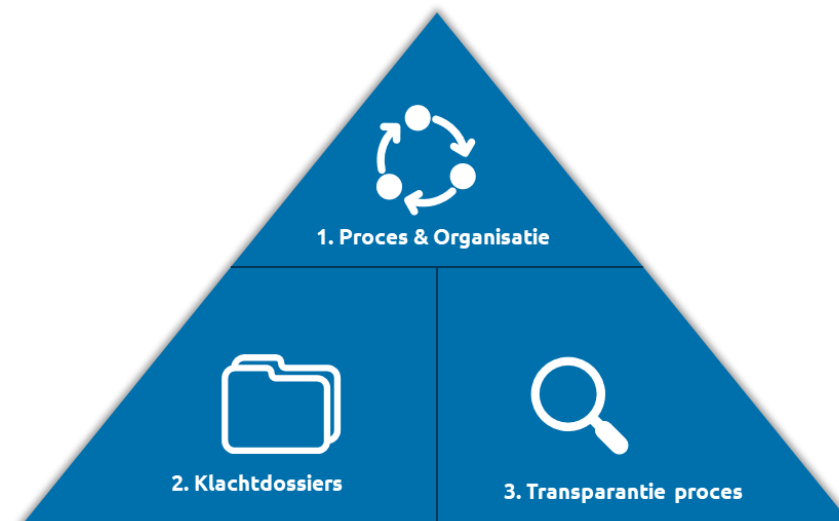 1. Proces & Organisatie
2. Klachtdossiers
3. Transparantie proces